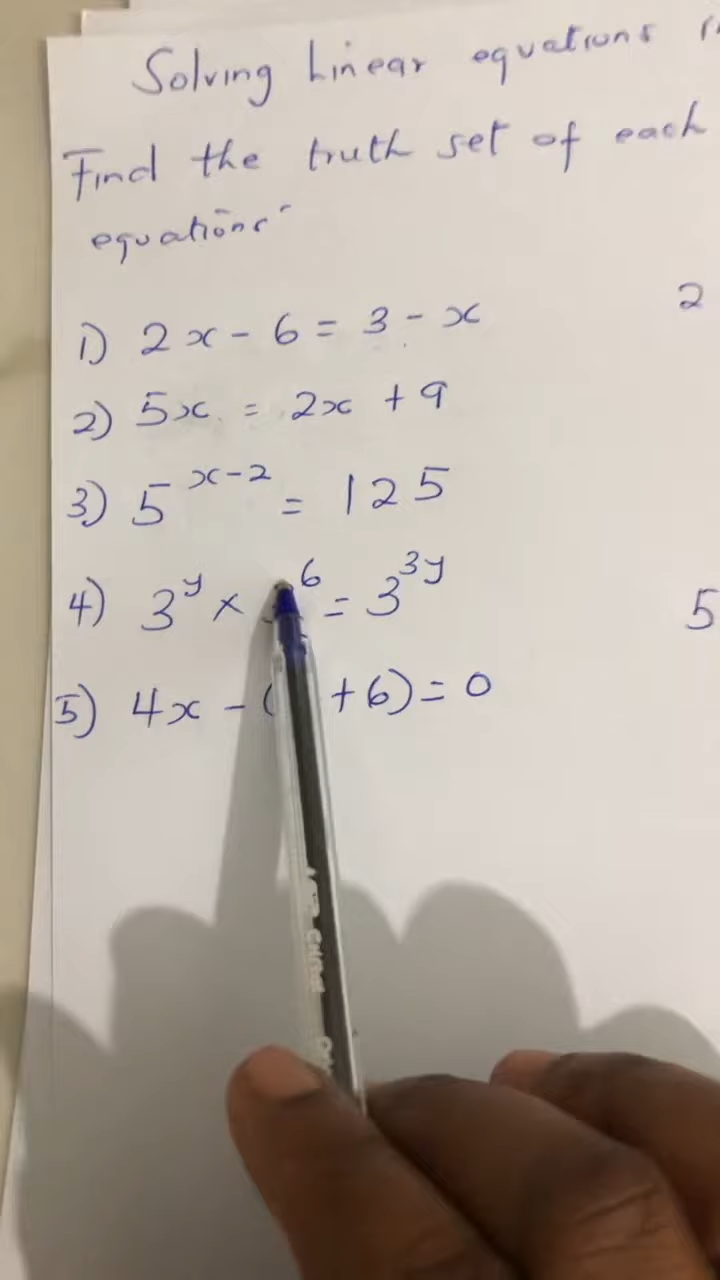 Solving Linear equations
Find the truth set of each
equations
1) 2x - 6 = 3 - x
2
2) 5x = 2x + 9
3) 5^(x-2) = 125
4) 3^y × ^6 = 3^(3y)
5
5) 4x - ( + 6) = 0